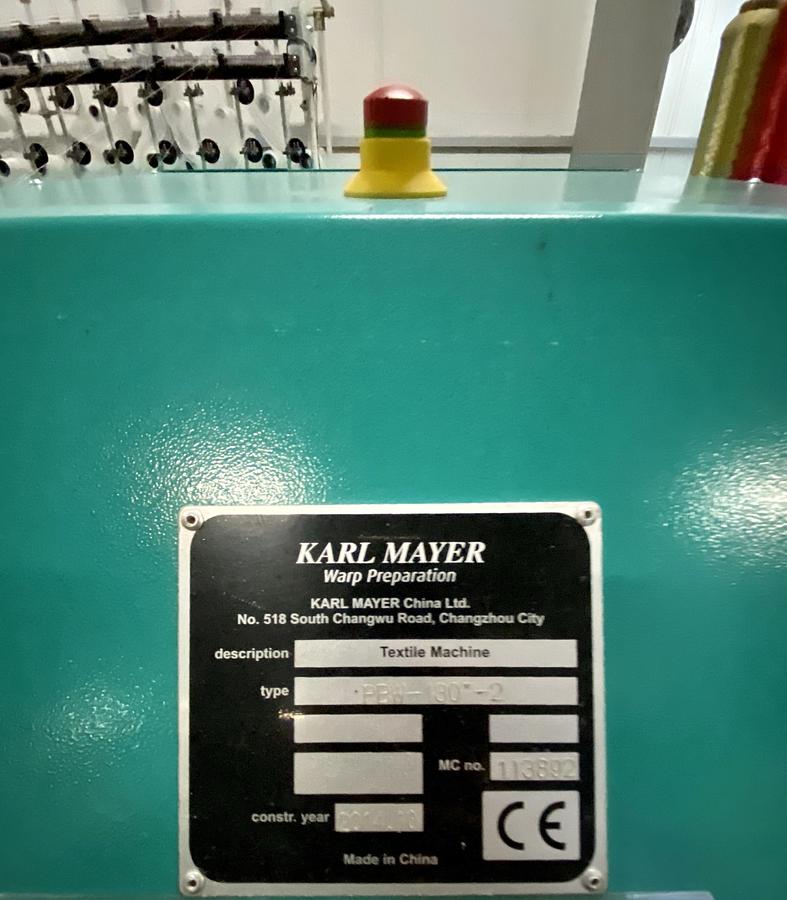 KARL MAYER
Warp Preparation
KARL MAYER China Ltd.
No. 518 South Changwu Road, Changzhou City
description Textile Machine
type
MC no. 113892
constr. year
Made in China
CE